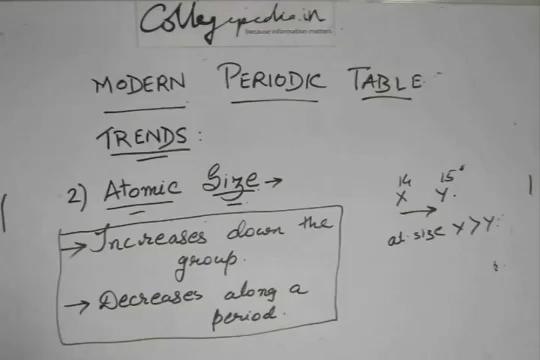 Collegepedia.in
because information matters
MODERN PERIODIC TABLE
TRENDS:
2) Atomic Size →
→ Increases down the
group.
→ Decreases along a
period.
14 15
X Y.
→
at. size X > Y.